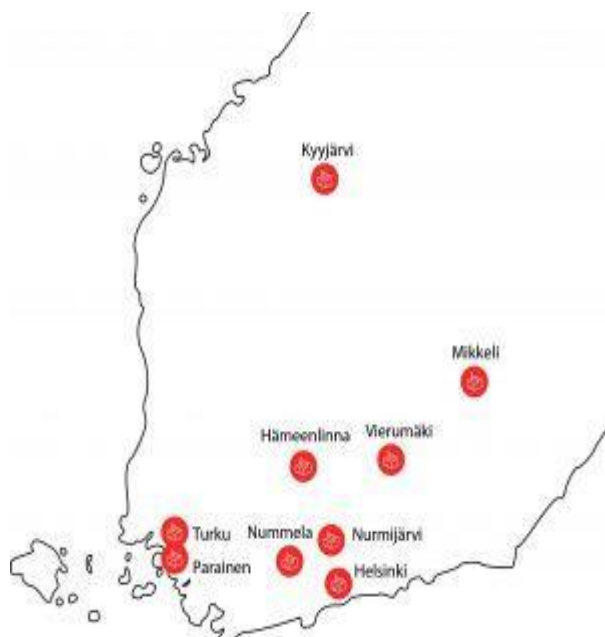 Kyyjärvi
Mikkeli
Hämeenlinna
Vierumäki
Turku
Nummela
Nurmijärvi
Parainen
Helsinki